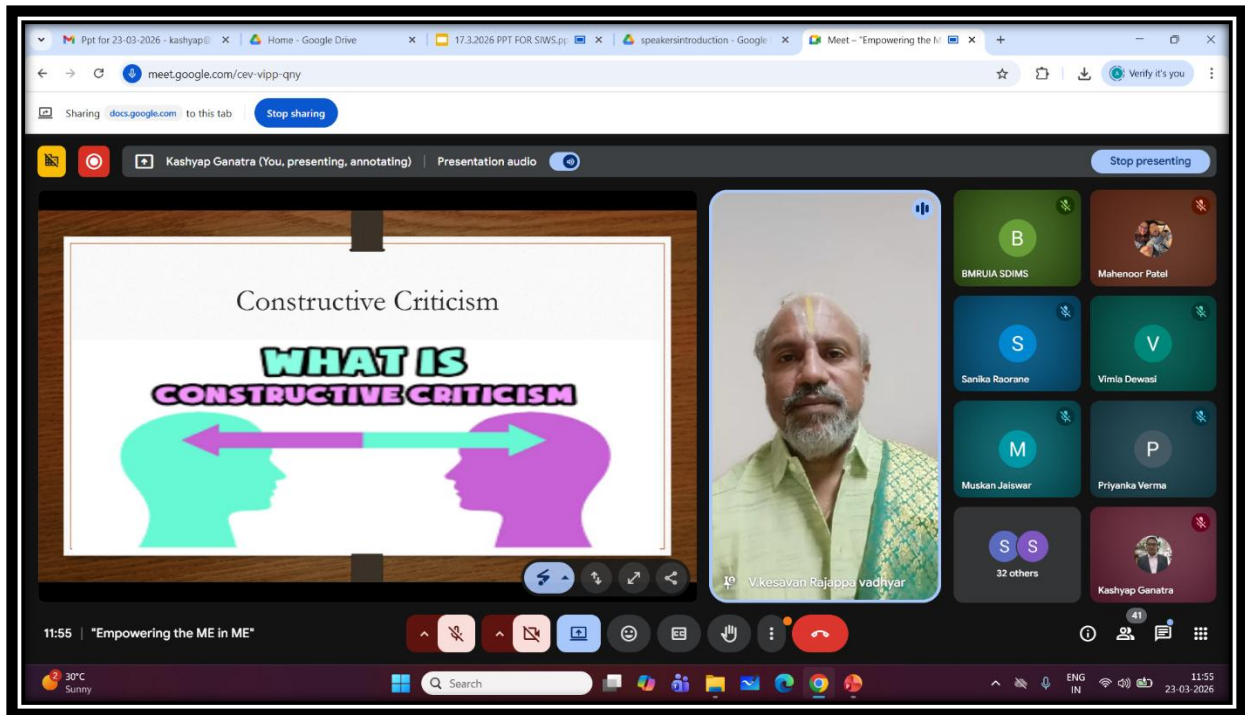 Ppt for 23-03-2026 - kashyap@
Home - Google Drive
17.3.2026 PPT FOR SIWS.pp
speakersintroduction - Google
Meet – "Empowering the M
meet.google.com/cev-vipp-qny
Verify it's you
Sharing docs.google.com to this tab
Stop sharing
Kashyap Ganatra (You, presenting, annotating) | Presentation audio
Stop presenting
Constructive Criticism
WHAT IS
CONSTRUCTIVE CRITICISM
V.kesavan Rajappa vadhyar
B
BMRUIA SDIMS
Mahenoor Patel
S
Sanika Raorane
V
Vimla Dewasi
M
Muskan Jaiswar
P
Priyanka Verma
S S
32 others
Kashyap Ganatra
11:55 | "Empowering the ME in ME"
CC
41
2
30°C
Sunny
Search
ENG
IN
11:55
23-03-2026